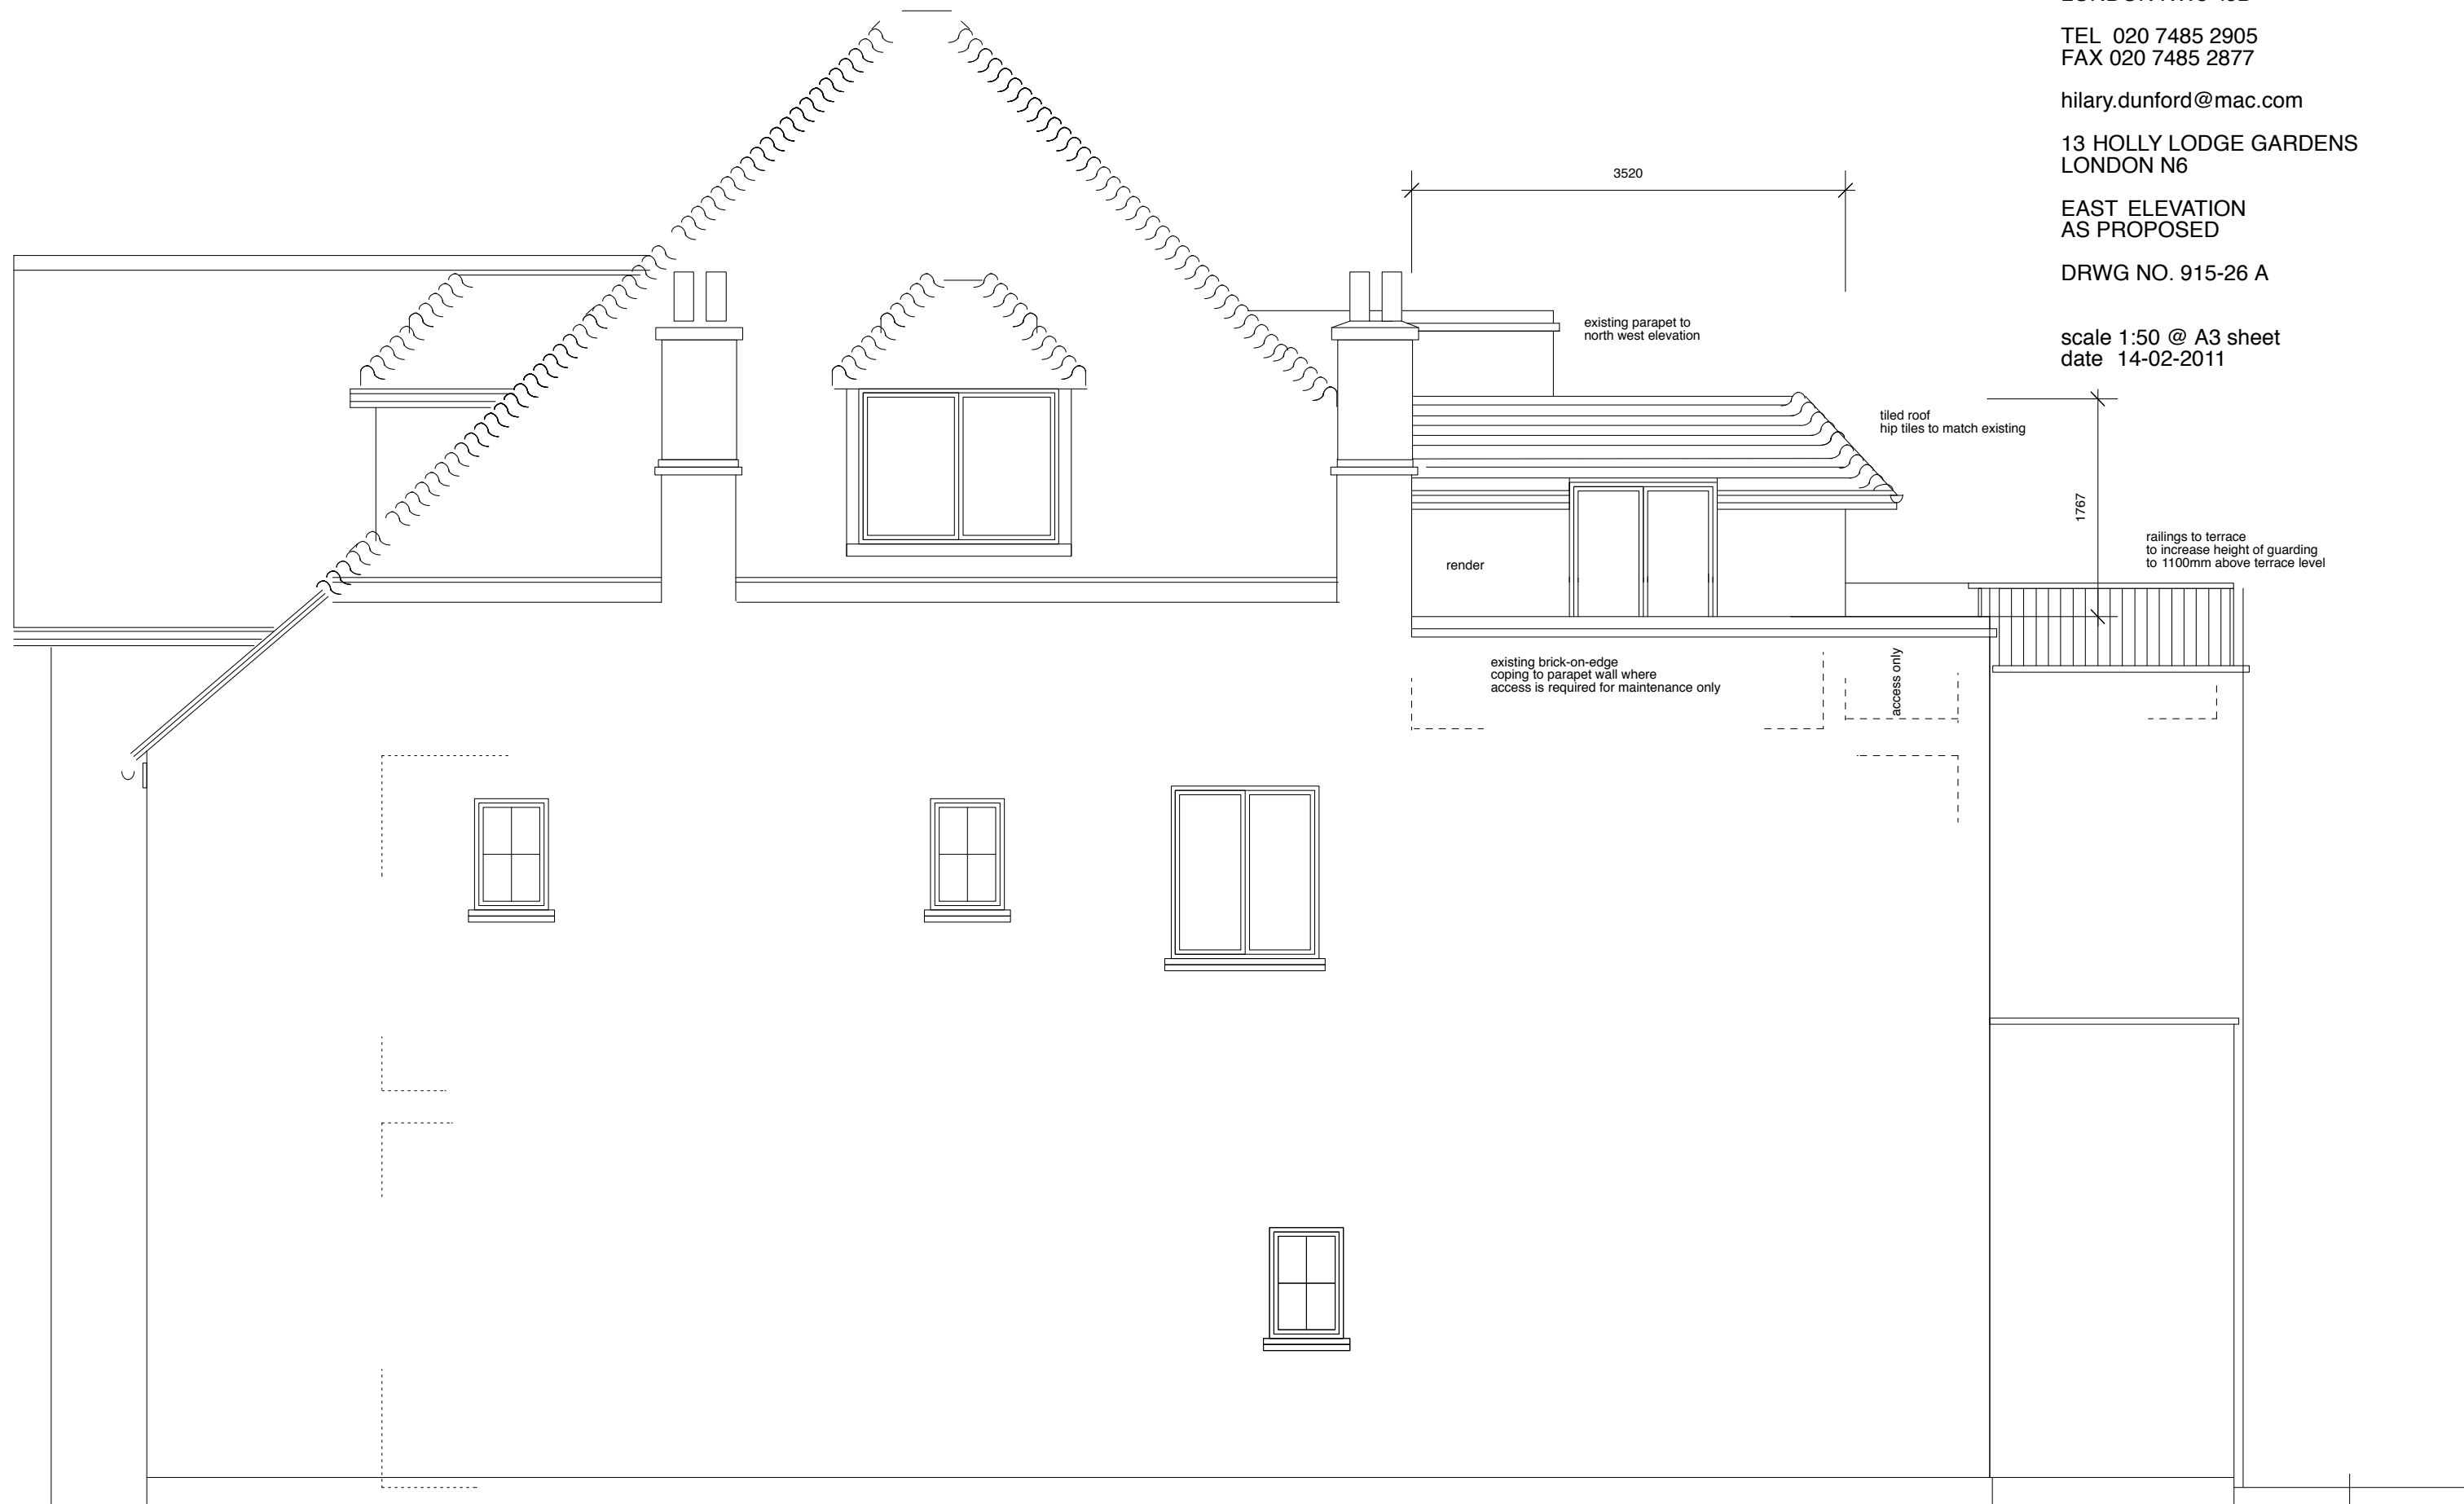 TEL 020 7485 2905
FAX 020 7485 2877
hilary.dunford@mac.com
13 HOLLY LODGE GARDENS
LONDON N6
EAST ELEVATION
AS PROPOSED
DRWG NO. 915-26 A
scale 1:50 @ A3 sheet
date 14-02-2011
3520
existing parapet to
north west elevation
tiled roof
hip tiles to match existing
1767
railings to terrace
to increase height of guarding
to 1100mm above terrace level
render
existing brick-on-edge
coping to parapet wall where
access is required for maintenance only
access only